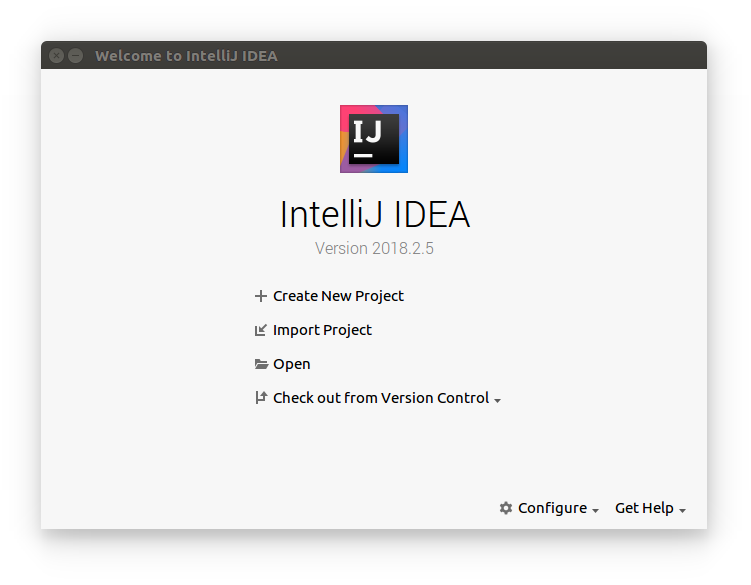 Welcome to IntelliJ IDEA
IJ
IntelliJ IDEA
Version 2018.2.5
Create New Project
Import Project
Open
Check out from Version Control
Configure Get Help